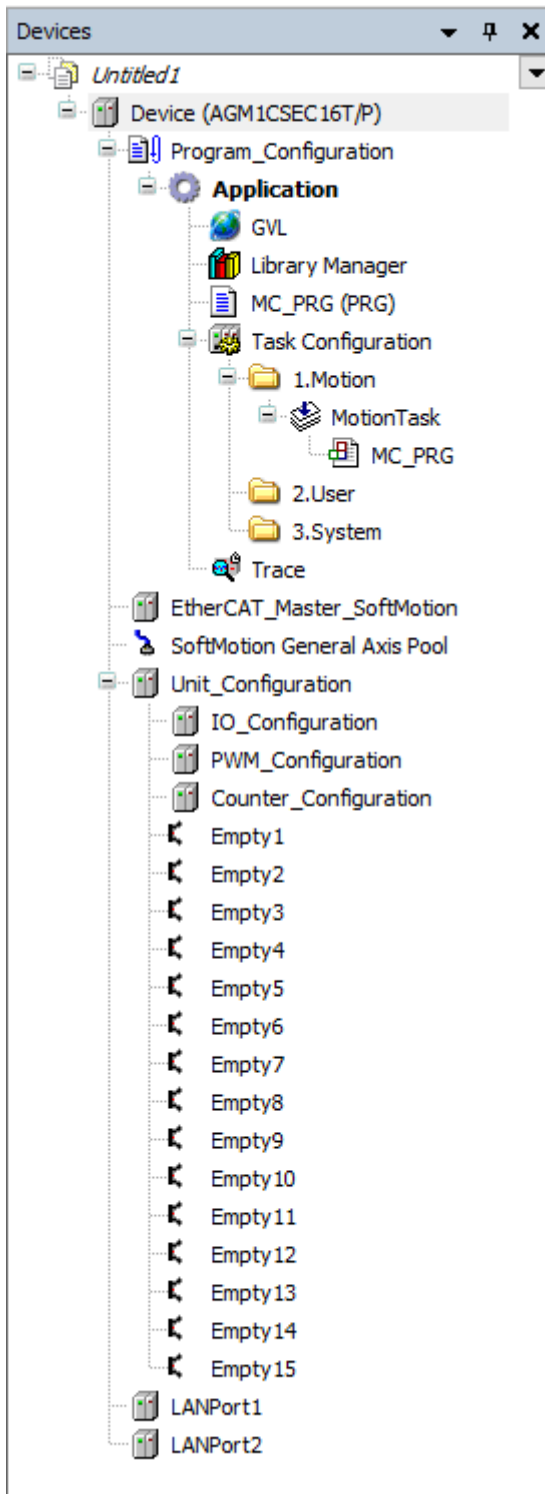 Devices
Untitled1
Device (AGM1CSEC16T/P)
Program_Configuration
Application
GVL
Library Manager
MC_PRG (PRG)
Task Configuration
1.Motion
MotionTask
MC_PRG
2.User
3.System
Trace
EtherCAT_Master_SoftMotion
SoftMotion General Axis Pool
Unit_Configuration
IO_Configuration
PWM_Configuration
Counter_Configuration
Empty1
Empty2
Empty3
Empty4
Empty5
Empty6
Empty7
Empty8
Empty9
Empty10
Empty11
Empty12
Empty13
Empty14
Empty15
LANPort1
LANPort2